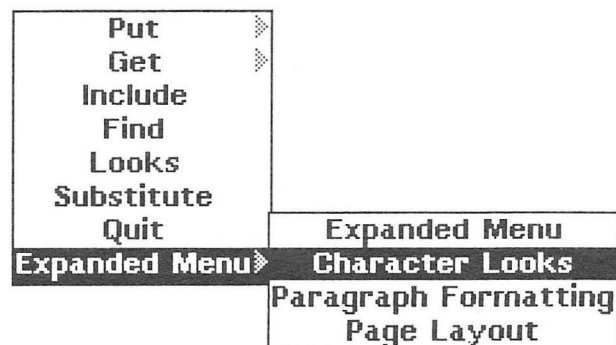 Put
Get
Include
Find
Looks
Substitute
Quit
Expanded Menu
Expanded Menu
Character Looks
Paragraph Formatting
Page Layout